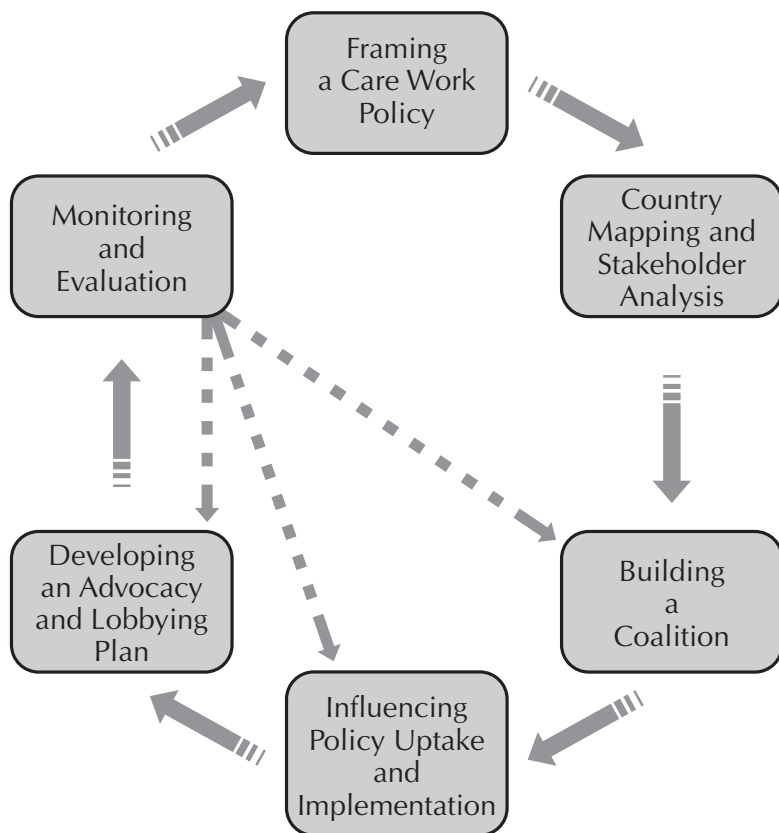 Framing
a Care Work
Policy
Country
Mapping and
Stakeholder
Analysis
Building
a
Coalition
Influencing
Policy Uptake
and
Implementation
Developing
an Advocacy
and Lobbying
Plan
Monitoring
and
Evaluation